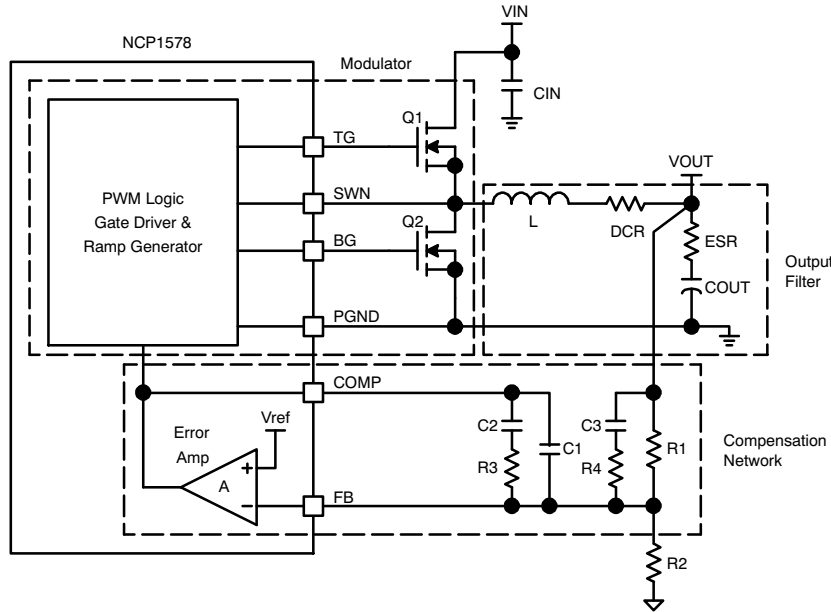 VIN
NCP1578
Modulator
CIN
Q1
TG
VOUT
PWM Logic
Gate Driver &
Ramp Generator
SWN
Q2
L
DCR
ESR
BG
Output
Filter
COUT
PGND
COMP
Vref
Error
Amp
C2
C1
C3
R1
Compensation
Network
R3
R4
A
+
−
FB
R2